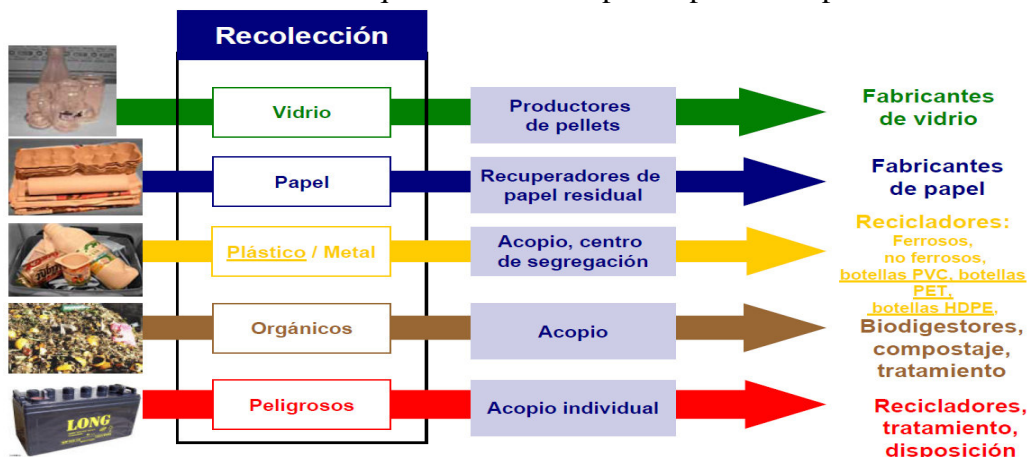 Recolección
Vidrio
Productores
de pellets
Fabricantes
de vidrio
Papel
Recuperadores de
papel residual
Fabricantes
de papel
Plástico / Metal
Acopio, centro
de segregación
Recicladores:
Ferrosos,
no ferrosos,
botellas PVC, botellas
PET,
botellas HDPE,
Orgánicos
Acopio
Biodigestores,
compostaje,
tratamiento
LONG
Peligrosos
Acopio individual
Recicladores,
tratamiento,
disposición